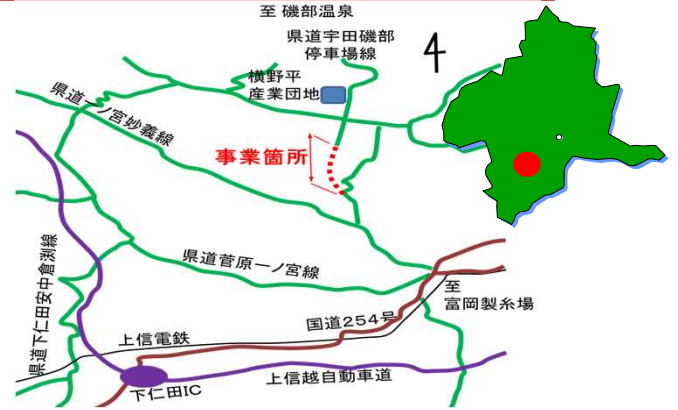 至 磯部温泉
県道宇田磯部
停車場線
4
横野平
産業団地
県道一ノ宮妙義線
事業箇所
県道菅原一ノ宮線
県道下仁田安中倉渕線
至
富岡製糸場
国道254号
上信電鉄
上信越自動車道
下仁田IC